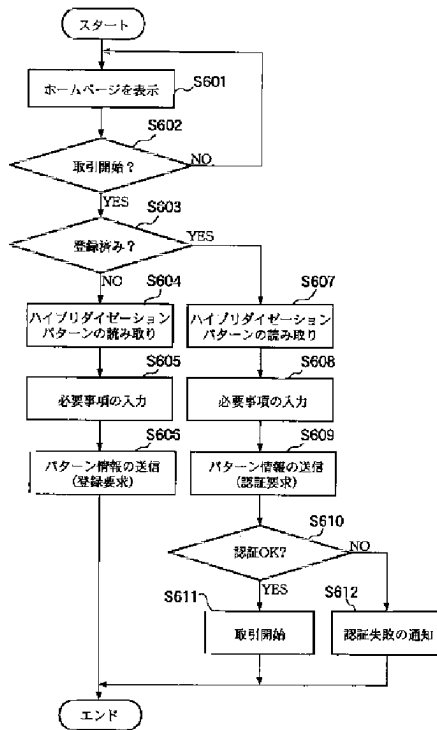 スタート
ホームページを表示
S601
S602
取引開始？
NO
YES
S603
登録済み？
YES
NO
S604
ハイブリダイゼーション
パターンの読み取り
S607
ハイブリダイゼーション
パターンの読み取り
S605
必要事項の入力
S608
必要事項の入力
S606
パターン情報の送信
(登録要求)
S609
パターン情報の送信
(認証要求)
S610
認証OK?
NO
YES
S611
取引開始
S612
認証失敗の通知
エンド